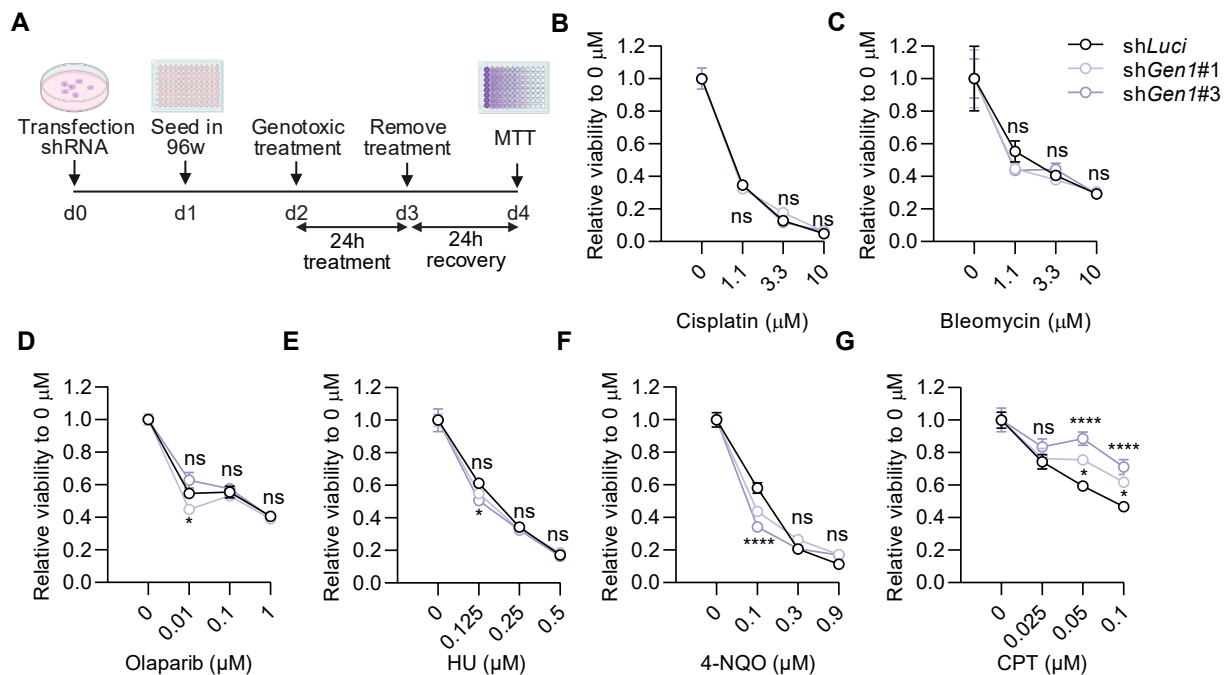 A
Transfection
shRNA
Seed in
96w
Genotoxic
treatment
Remove
treatment
MTT
d0
d1
d2
d3
d4
24h
treatment
24h
recovery
B
Relative viability to 0 μM
1.2
1.0
0.8
0.6
0.4
0.2
0.0
ns
ns
ns
0
1.1
3.3
10
Cisplatin (μM)
C
Relative viability to 0 μM
1.2
1.0
0.8
0.6
0.4
0.2
0.0
ns
ns
ns
0
1.1
3.3
10
Bleomycin (μM)
shLuci
shGen1#1
shGen1#3
D
Relative viability to 0 μM
1.2
1.0
0.8
0.6
0.4
0.2
0.0
ns
ns
ns
*
0
0.01
0.1
1
Olaparib (μM)
E
Relative viability to 0 μM
1.2
1.0
0.8
0.6
0.4
0.2
0.0
ns
ns
ns
*
0
0.125
0.25
0.5
HU (μM)
F
Relative viability to 0 μM
1.2
1.0
0.8
0.6
0.4
0.2
0.0
****
ns
ns
0
0.1
0.3
0.9
4-NQO (μM)
G
Relative viability to 0 μM
1.2
1.0
0.8
0.6
0.4
0.2
0.0
ns
****
****
*
*
0
0.025
0.05
0.1
CPT (μM)